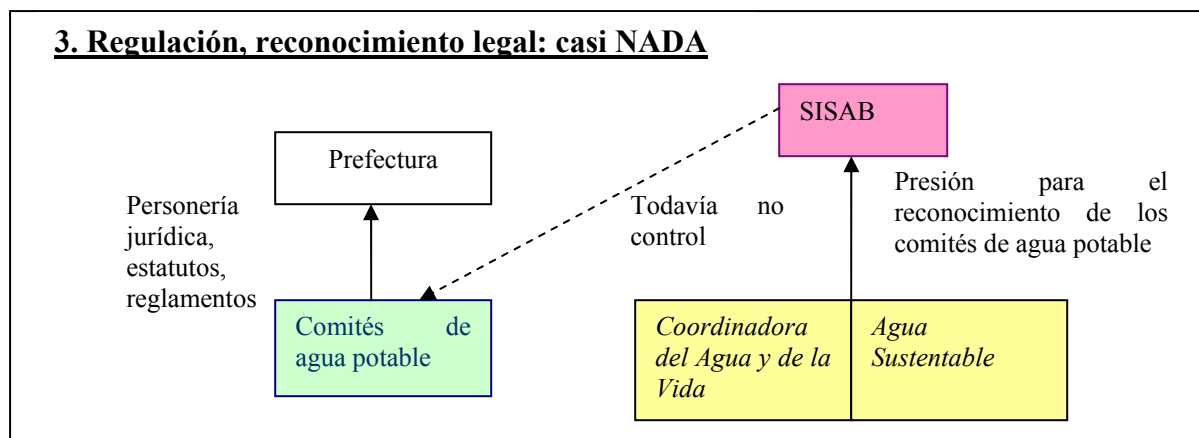 3. Regulación, reconocimiento legal: casi NADA
SISAB
Prefectura
Personería
jurídica,
estatutos,
reglamentos
Todavía no
control
Presión para el
reconocimiento de los
comités de agua potable
Comités de
agua potable
Coordinadora
del Agua y de la
Vida
Agua
Sustentable